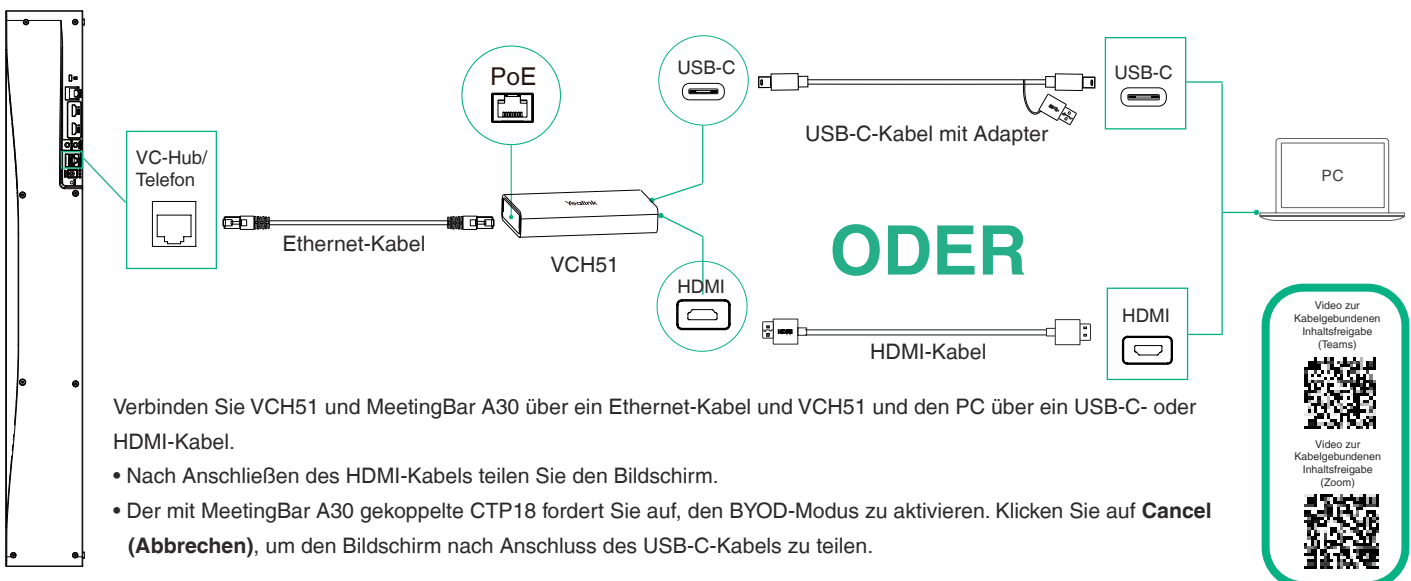 PoE
USB-C
USB-C
USB-C-Kabel mit Adapter
VC-Hub/
Telefon
PC
Yealink
Ethernet-Kabel
VCH51
ODER
HDMI
HDMI
HDMI
HDMI-Kabel
Video zur
Kabelgebundenen
Inhaltsfreigabe
(Teams)
Video zur
Kabelgebundenen
Inhaltsfreigabe
(Zoom)
Verbinden Sie VCH51 und MeetingBar A30 über ein Ethernet-Kabel und VCH51 und den PC über ein USB-C- oder
HDMI-Kabel.
• Nach Anschließen des HDMI-Kabels teilen Sie den Bildschirm.
• Der mit MeetingBar A30 gekoppelte CTP18 fordert Sie auf, den BYOD-Modus zu aktivieren. Klicken Sie auf Cancel
(Abbrechen), um den Bildschirm nach Anschluss des USB-C-Kabels zu teilen.